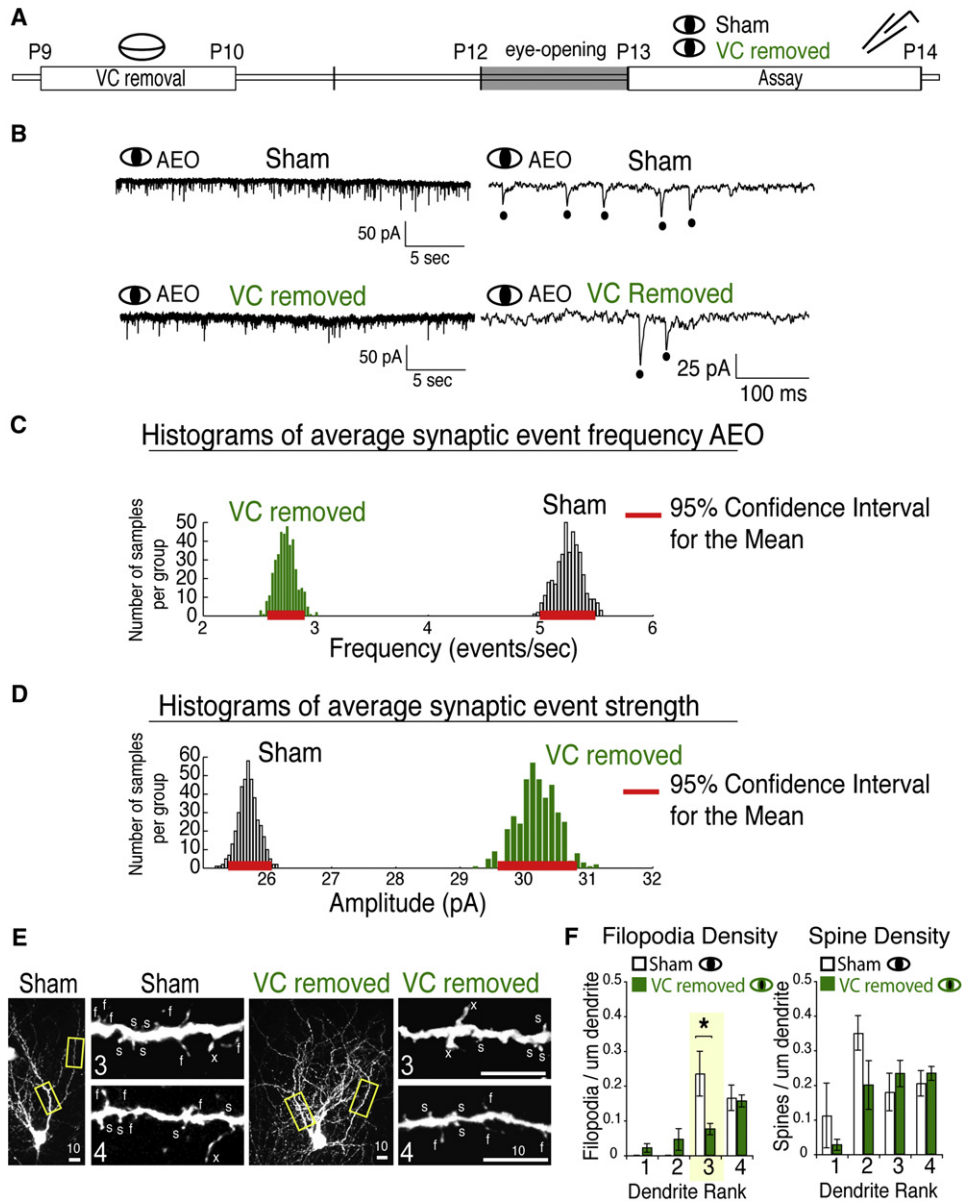 A
P9
P10
P12
eye-opening
P13
Sham
VC removed
P14
VC removal
Assay
B
AEO
Sham
AEO
Sham
50 pA
5 sec
AEO
VC removed
AEO
VC Removed
50 pA
5 sec
25 pA
100 ms
C
Histograms of average synaptic event frequency AEO
Number of samples
per group
50
40
30
20
10
0
VC removed
Sham
95% Confidence Interval
for the Mean
2
3
4
5
6
Frequency (events/sec)
D
Histograms of average synaptic event strength
Number of samples
per group
60
50
40
30
20
10
0
Sham
VC removed
95% Confidence Interval
for the Mean
26
27
28
29
30
31
32
Amplitude (pA)
E
Sham
Sham
VC removed
VC removed
10
f
f
s
s
s
s
f
x
f
3
f
s
s
f
f
s
f
x
4
10
x
x
s
s
s
3
f
s
s
f
f
4
10
F
Filopodia Density
Sham
VC removed
Filopodia / um dendrite
0.5
0.4
0.3
0.2
0.1
0
*
1
2
3
4
Dendrite Rank
Spine Density
Sham
VC removed
Spines / um dendrite
0.5
0.4
0.3
0.2
0.1
0
1
2
3
4
Dendrite Rank